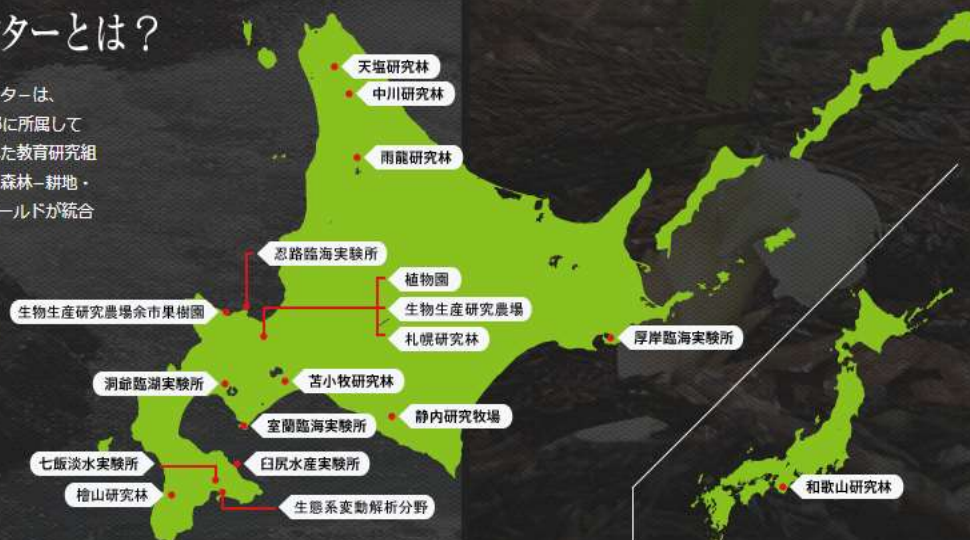 ターとは？
ターは、
に所属して
た教育研究組
森林−耕地・
ールドが統合
天塩研究林
中川研究林
雨龍研究林
忍路臨海実験所
植物園
生物生産研究農場余市果樹園
生物生産研究農場
札幌研究林
厚岸臨海実験所
洞爺臨湖実験所
苫小牧研究林
静内研究牧場
室蘭臨海実験所
七飯淡水実験所
臼尻水産実験所
檜山研究林
生態系変動解析分野
和歌山研究林